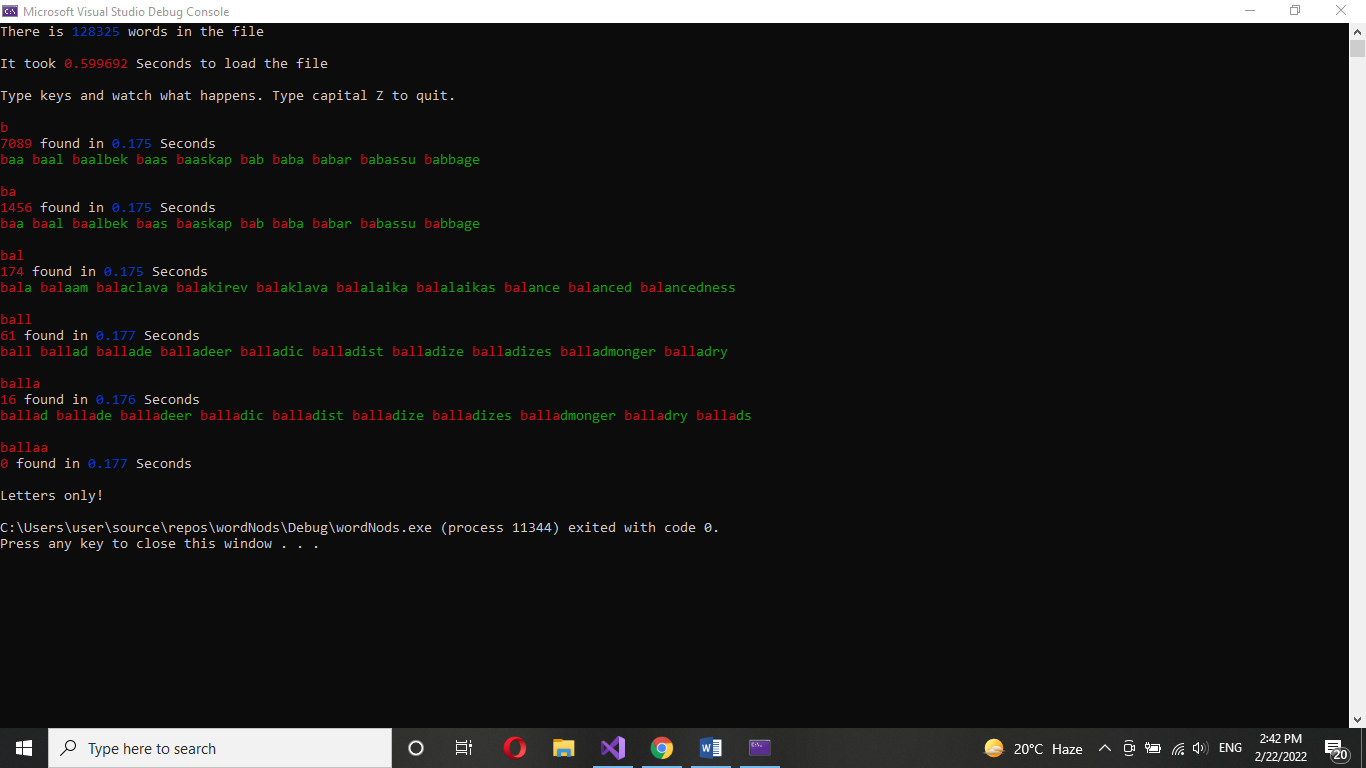 Microsoft Visual Studio Debug Console
There is 128325 words in the file
It took 0.599692 Seconds to load the file
Type keys and watch what happens. Type capital Z to quit.
b
7089 found in 0.175 Seconds
baa baal baalbek baas baaskap bab baba babar babassu babbage
ba
1456 found in 0.175 Seconds
baa baal baalbek baas baaskap bab baba babar babassu babbage
bal
174 found in 0.175 Seconds
bala balaam balaclava balakirev balaklava balalaika balalaikas balance balanced balancedness
ball
61 found in 0.177 Seconds
ball ballad ballade balladeer balladic balladist balladize balladizes balladmonger balladry
balla
16 found in 0.176 Seconds
ballad ballade balladeer balladic balladist balladize balladizes balladmonger balladry ballads
ballaa
0 found in 0.177 Seconds
Letters only!
C:\Users\user\source\repos\wordNods\Debug\wordNods.exe (process 11344) exited with code 0.
Press any key to close this window . . .
Type here to search
20°C Haze
ENG
2:42 PM
2/22/2022
20